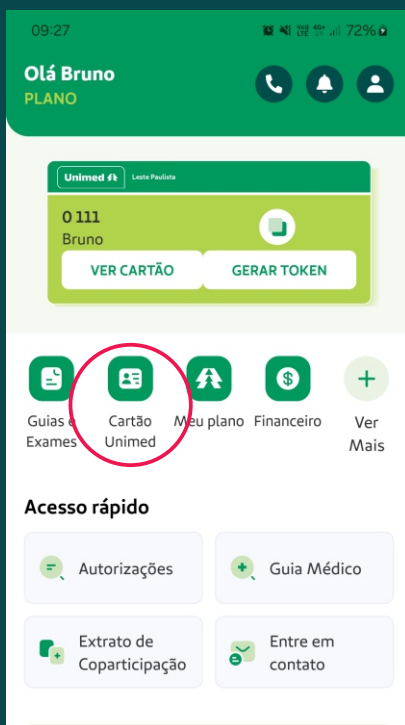 09:27
72%
Olá Bruno
PLANO
Unimed Leste Paulista
0 111
Bruno
VER CARTÃO GERAR TOKEN
Guias e Exames
Cartão Unimed
Meu plano
Financeiro
Ver Mais
Acesso rápido
Autorizações
Guia Médico
Extrato de
Coparticipação
Entre em
contato